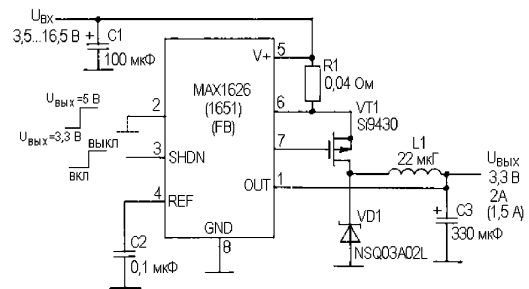 UВХ
3,5...16,5 В
+
C1
100 мкФ
V+
5
R1
0,04 Ом
MAX1626
(1651)
(FB)
UВЫХ=5 В
2
UВЫХ=3,3 В
6
VT1
Si9430
7
ВЫКЛ
ВКЛ
3
SHDN
L1
22 мкГ
UВЫХ
3,3 В
2А
(1,5 А)
OUT
1
4
REF
+
C3
330 мкФ
VD1
NSQ03A02L
GND
8
C2
0,1 мкФ